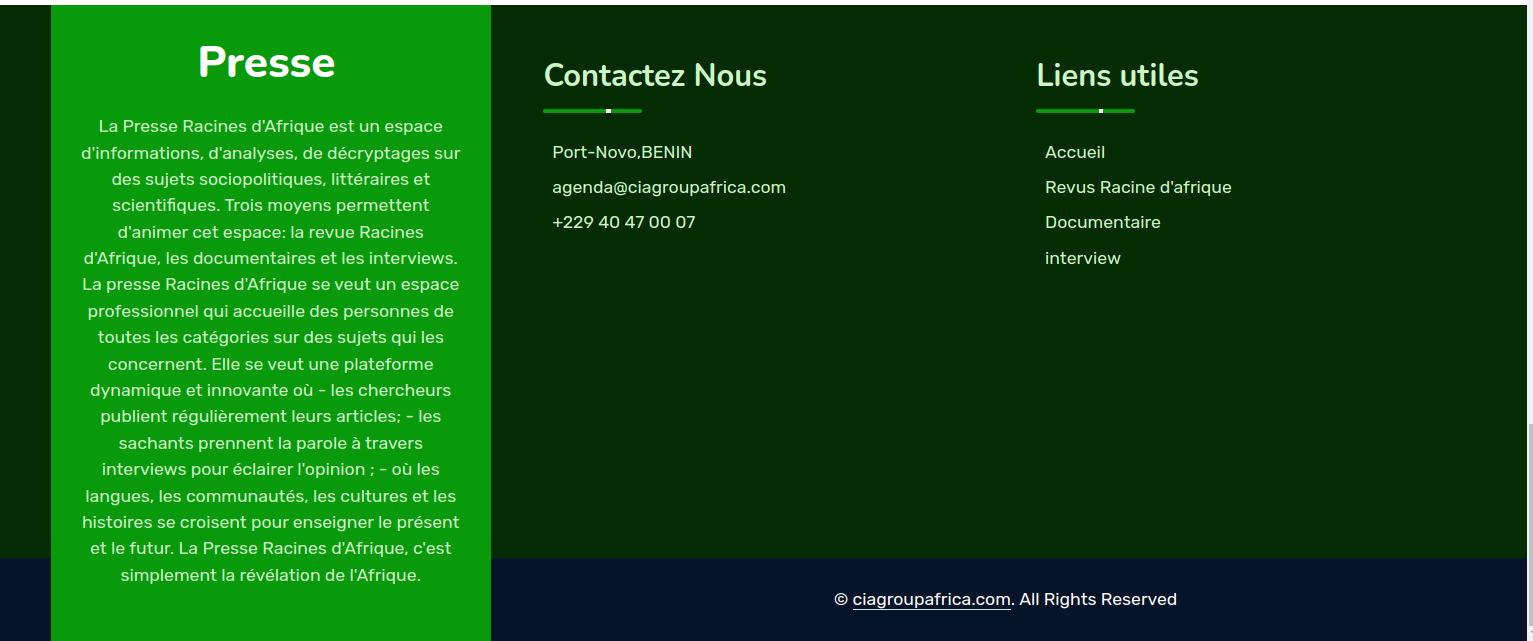 Presse
La Presse Racines d'Afrique est un espace
d'informations, d'analyses, de décryptages sur
des sujets sociopolitiques, littéraires et
scientifiques. Trois moyens permettent
d'animer cet espace: la revue Racines
d'Afrique, les documentaires et les interviews.
La presse Racines d'Afrique se veut un espace
professionnel qui accueille des personnes de
toutes les catégories sur des sujets qui les
concernent. Elle se veut une plateforme
dynamique et innovante où - les chercheurs
publient régulièrement leurs articles; - les
sachants prennent la parole à travers
interviews pour éclairer l'opinion ; - où les
langues, les communautés, les cultures et les
histoires se croisent pour enseigner le présent
et le futur. La Presse Racines d'Afrique, c'est
simplement la révélation de l'Afrique.
Contactez Nous
Port-Novo,BENIN
agenda@ciagroupafrica.com
+229 40 47 00 07
Liens utiles
Accueil
Revus Racine d'afrique
Documentaire
interview
© ciagroupafrica.com. All Rights Reserved